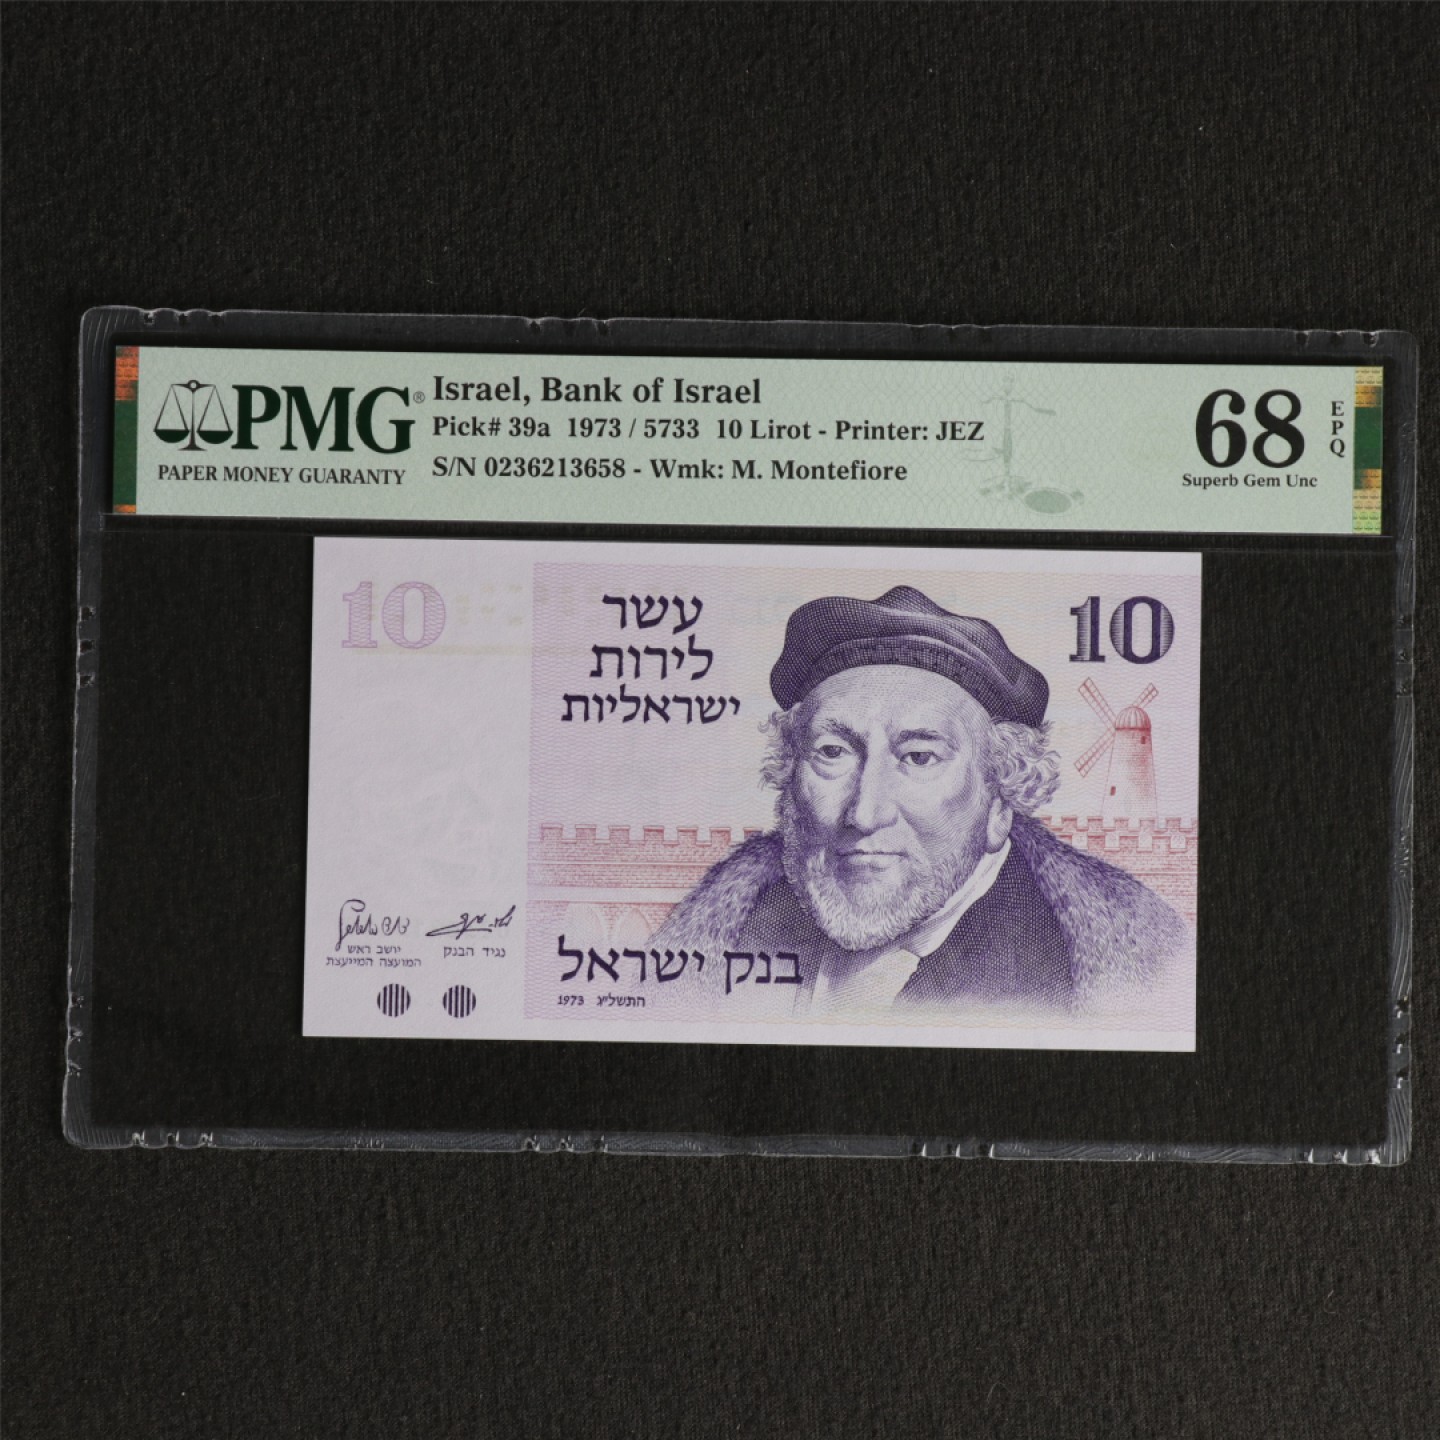 PMG®
PAPER MONEY GUARANTY
Israel, Bank of Israel
Pick# 39a 1973 / 5733 10 Lirot - Printer: JEZ
S/N 0236213658 - Wmk: M. Montefiore
68
EPQ
Superb Gem Unc
10
עשר
לירות
ישראליות
10
יושב ראש
המועצה המייעצת
נגיד הבנק
בנק ישראל
1973 התשל״ג